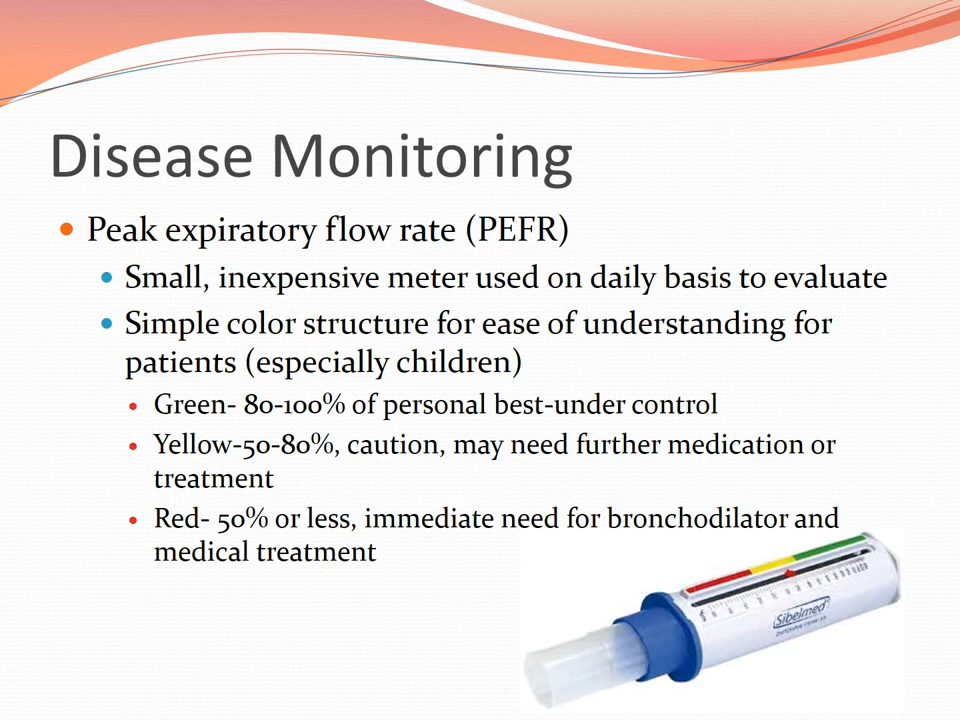 Disease Monitoring
Peak expiratory flow rate (PEFR)
Small, inexpensive meter used on daily basis to evaluate
Simple color structure for ease of understanding for
patients (especially children)
Green- 80-100% of personal best-under control
Yellow-50-80%, caution, may need further medication or
treatment
Red- 50% or less, immediate need for bronchodilator and
medical treatment
Sibelmed